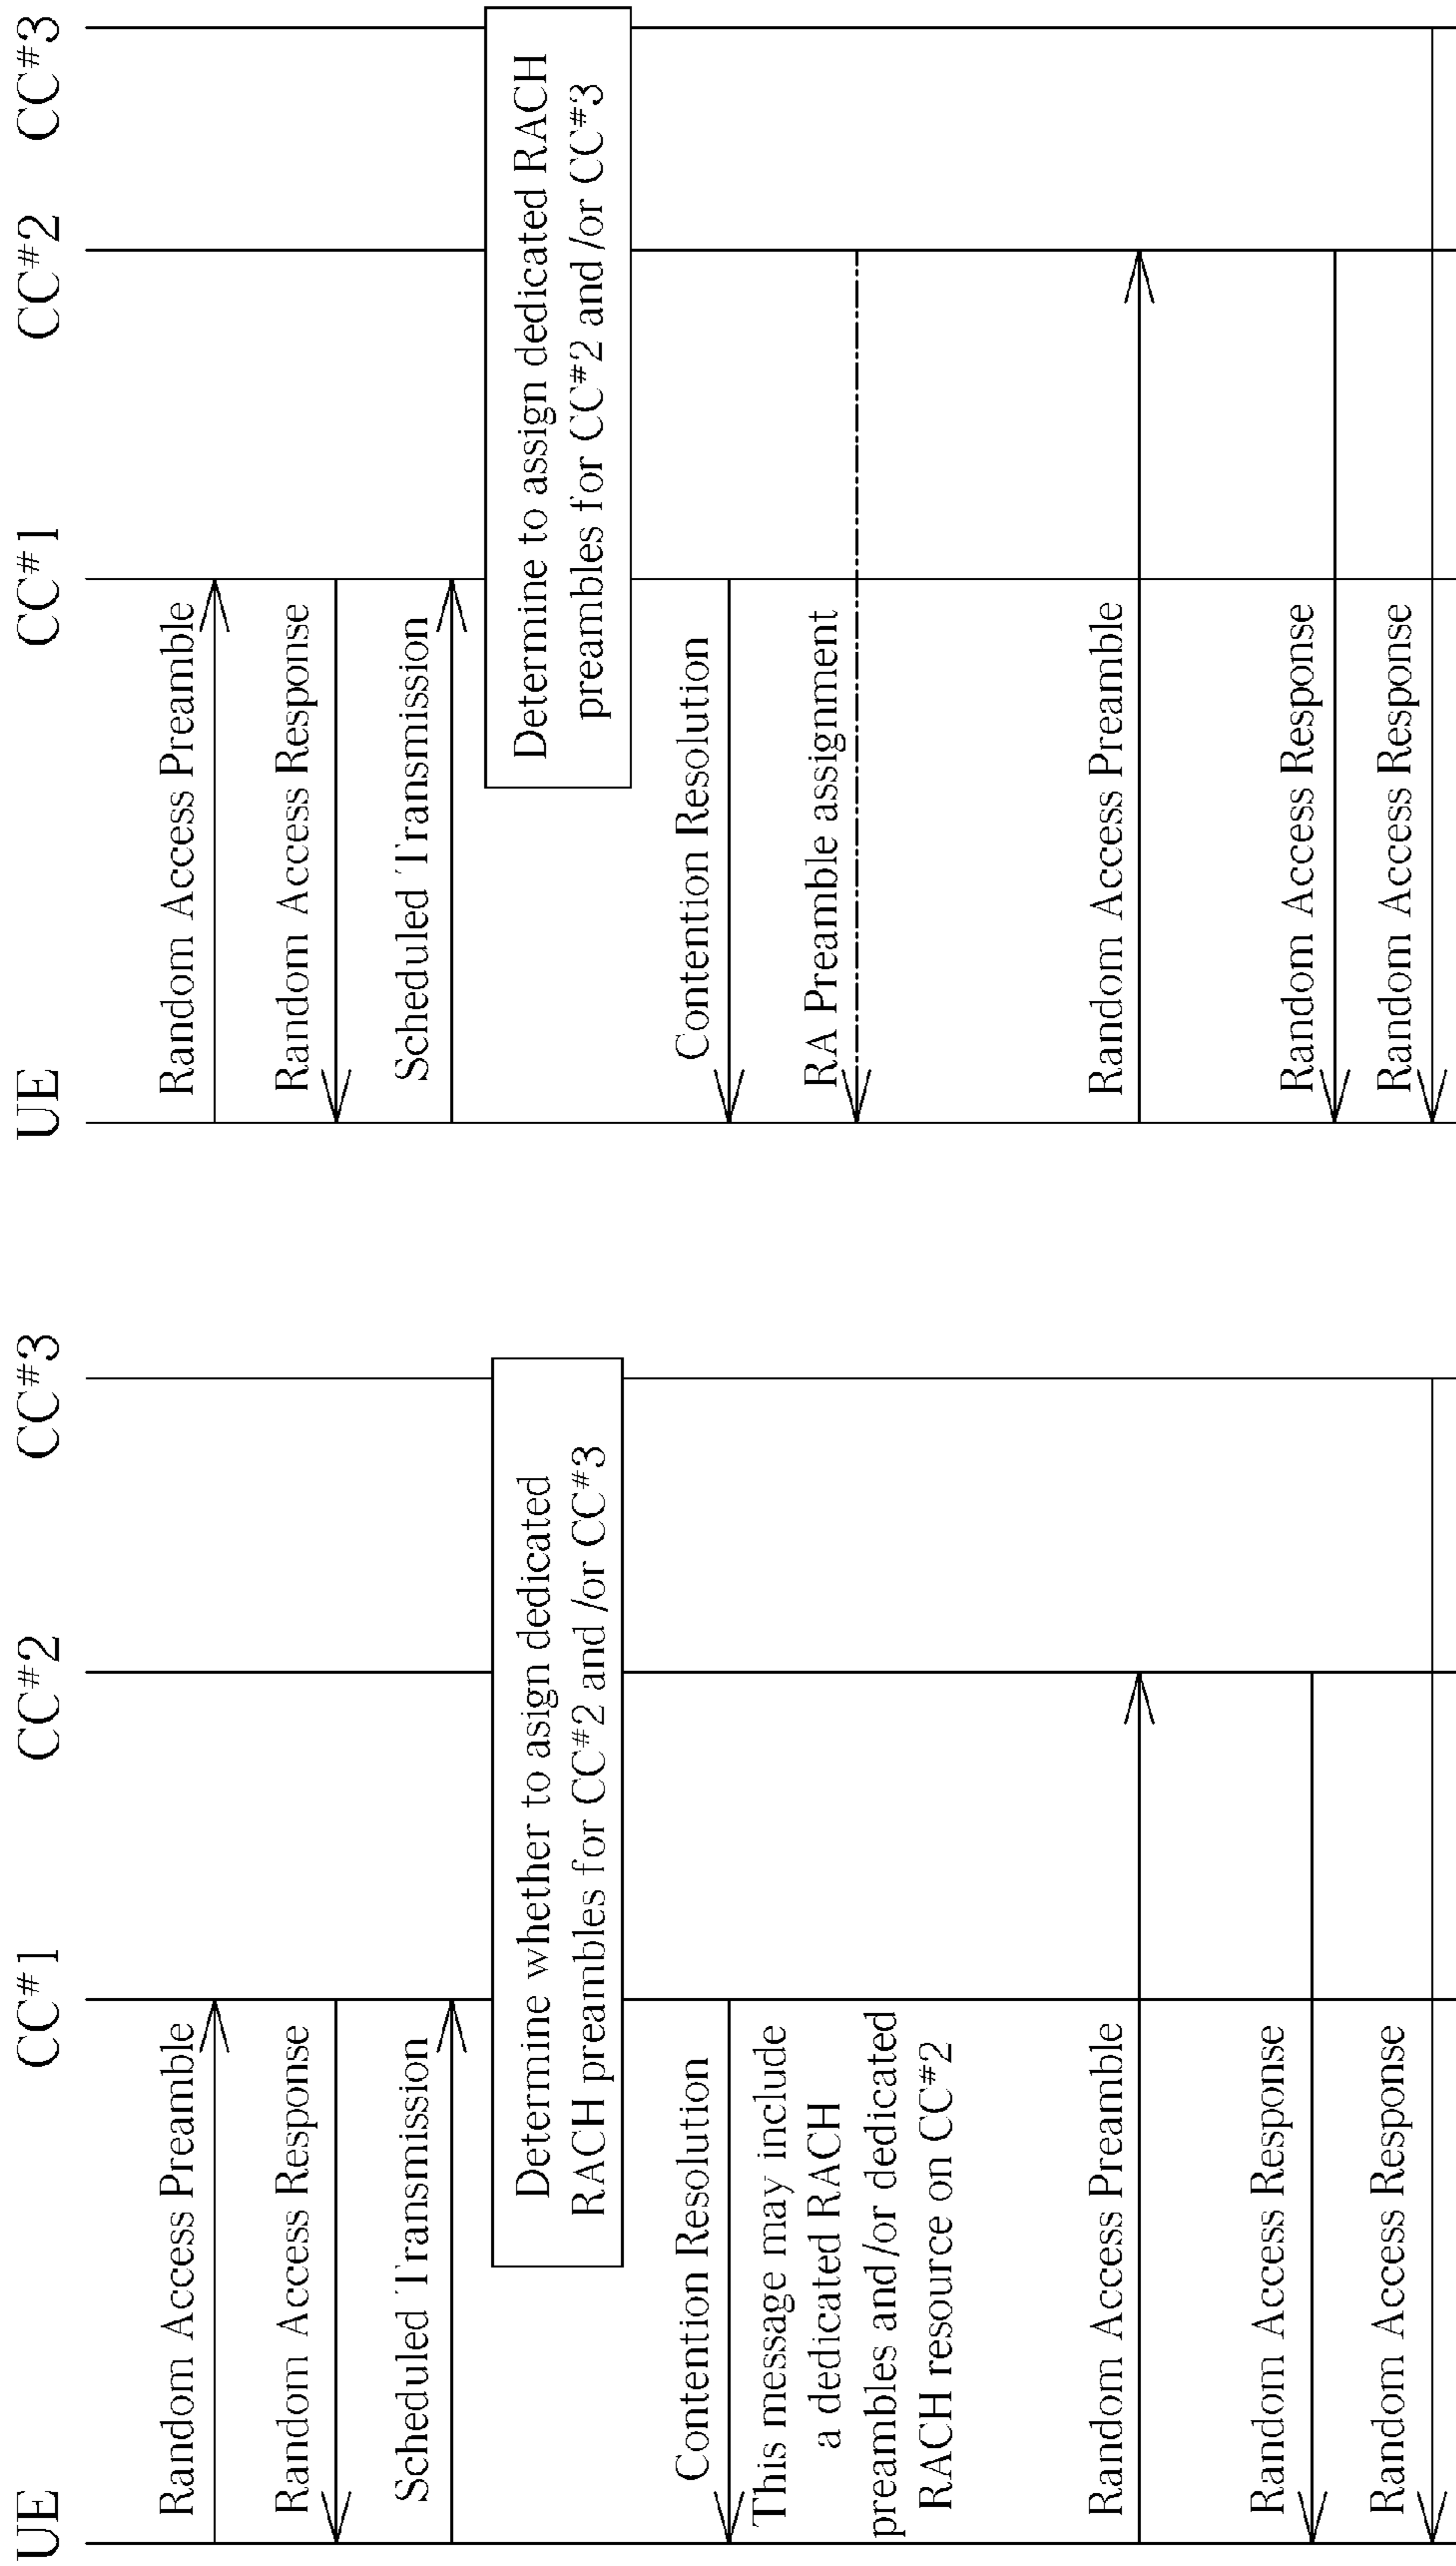 UE
CC#1
CC#2
CC#3
Random Access Preamble
Random Access Response
Scheduled Transmission
Determine whether to asign dedicated
RACH preambles for CC#2 and/or CC#3
Contention Resolution
This message may include
a dedicated RACH
preambles and/or dedicated
RACH resource on CC#2
Random Access Preamble
Random Access Response
Random Access Response
UE
CC#1
CC#2
CC#3
Random Access Preamble
Random Access Response
Scheduled Transmission
Determine to assign dedicated RACH
preambles for CC#2 and/or CC#3
Contention Resolution
RA Preamble assignment
Random Access Preamble
Random Access Response
Random Access Response